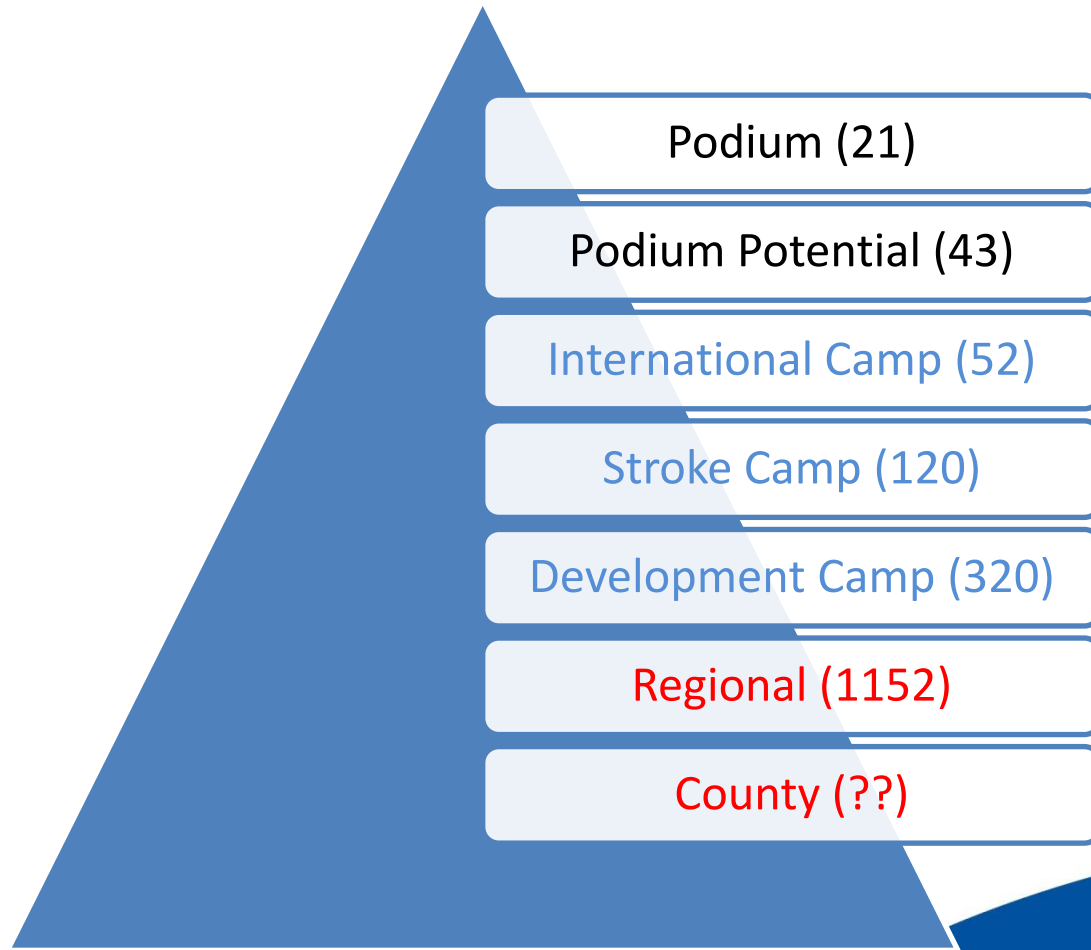 Podium (21)
Podium Potential (43)
International Camp (52)
Stroke Camp (120)
Development Camp (320)
Regional (1152)
County (??)